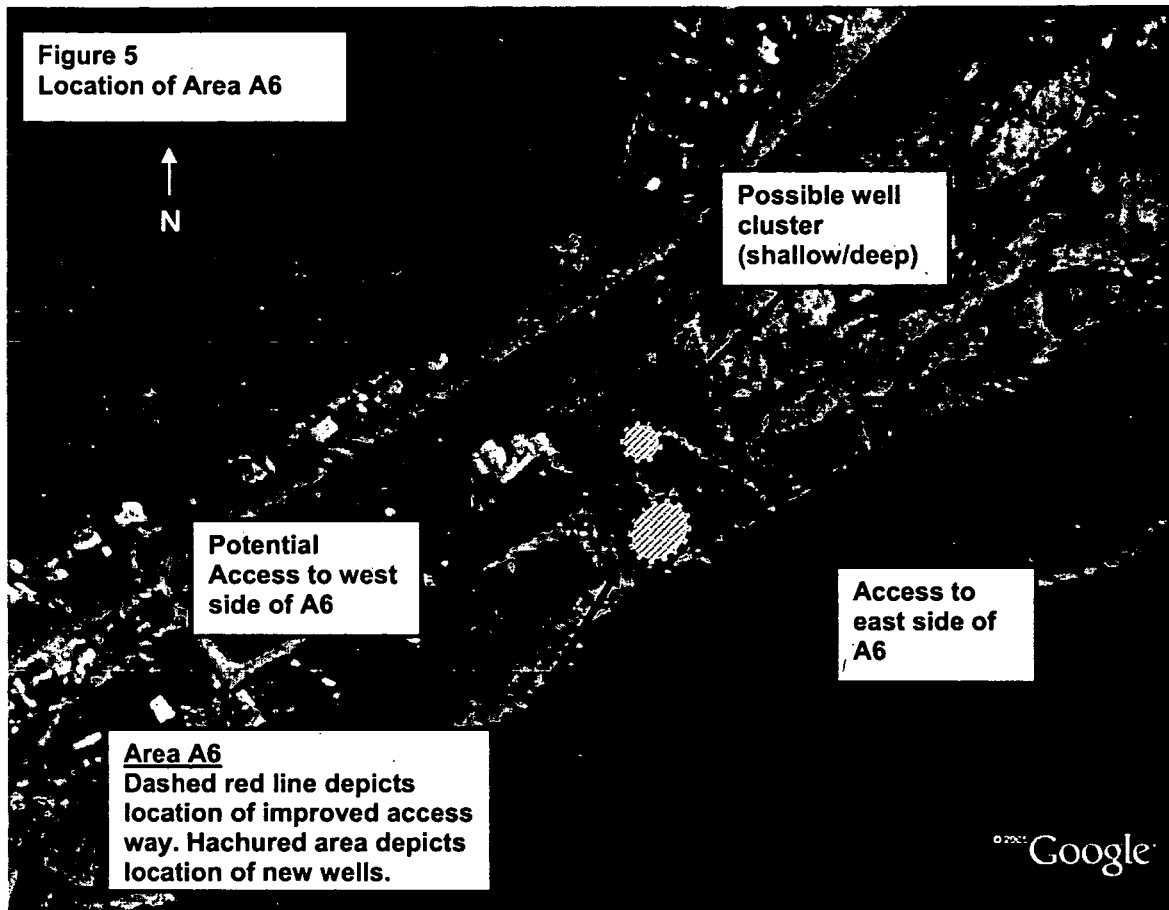 Figure 5
Location of Area A6
N
Possible well
cluster
(shallow/deep)
Potential
Access to west
side of A6
Access to
east side of
A6
Area A6
Dashed red line depicts
location of improved access
way. Hachured area depicts
location of new wells.
Google